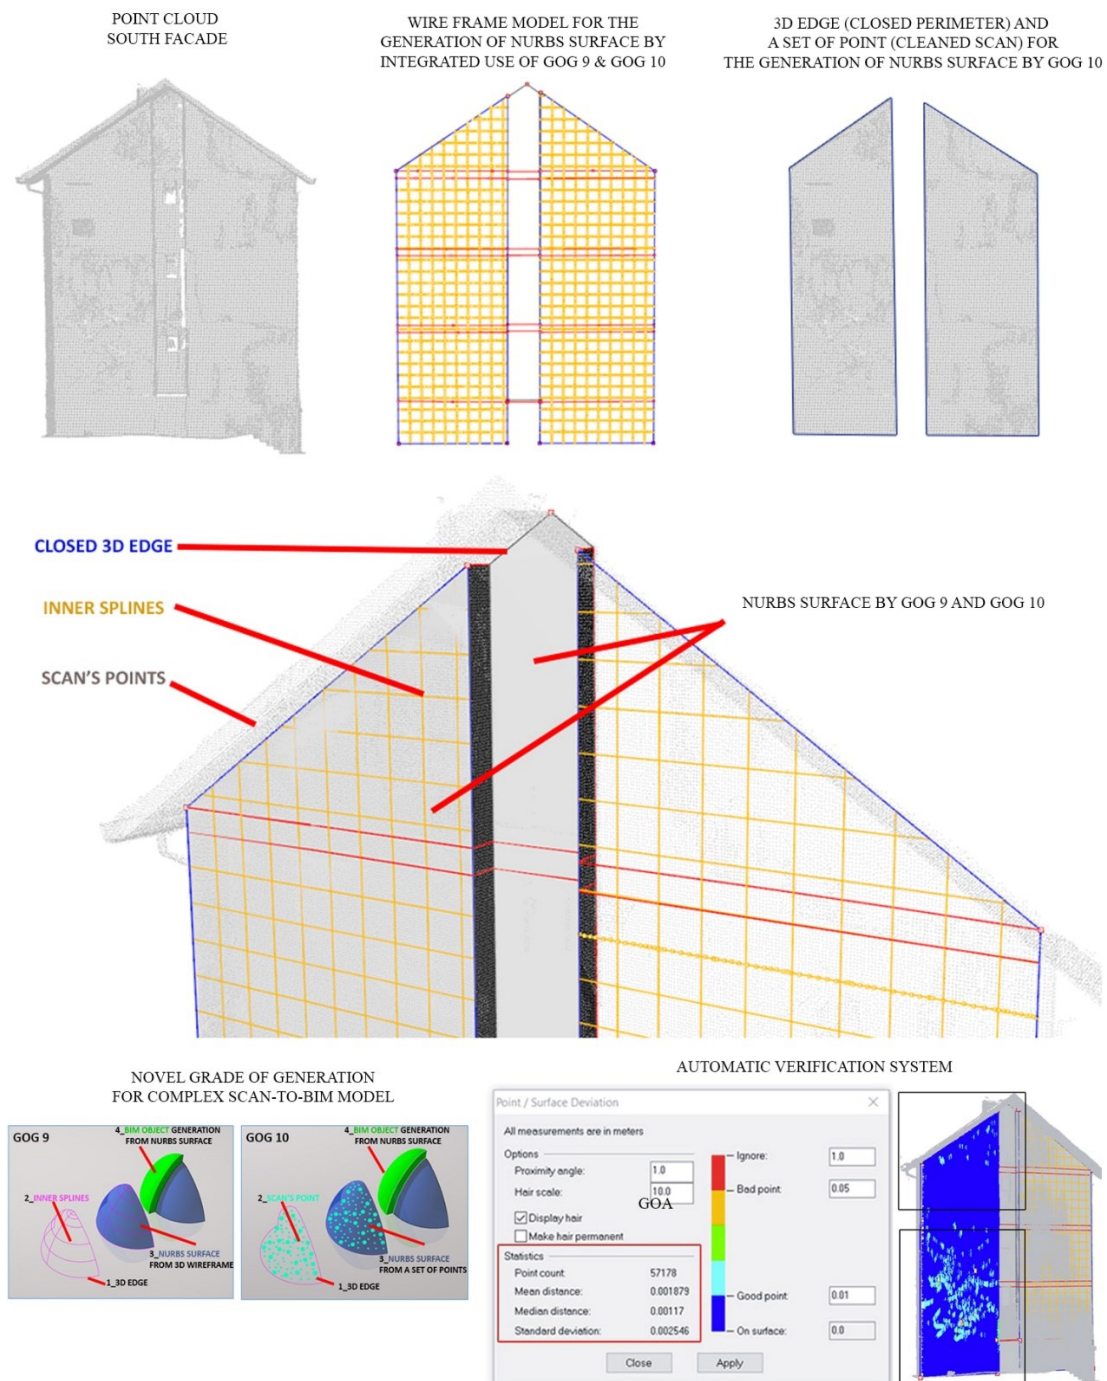 POINT CLOUD
SOUTH FACADE
WIRE FRAME MODEL FOR THE
GENERATION OF NURBS SURFACE BY
INTEGRATED USE OF GOG 9 & GOG 10
3D EDGE (CLOSED PERIMETER) AND
A SET OF POINT (CLEANED SCAN) FOR
THE GENERATION OF NURBS SURFACE BY GOG 10
CLOSED 3D EDGE
INNER SPLINES
SCAN'S POINTS
NURBS SURFACE BY GOG 9 AND GOG 10
NOVEL GRADE OF GENERATION
FOR COMPLEX SCAN-TO-BIM MODEL
GOG 9
4_BIM OBJECT GENERATION
FROM NURBS SURFACE
2_INNER SPLINES
3_NURBS SURFACE
FROM 3D WIREFRAME
1_3D EDGE
GOG 10
4_BIM OBJECT GENERATION
FROM NURBS SURFACE
2_SCAN'S POINT
3_NURBS SURFACE
FROM A SET OF POINTS
1_3D EDGE
AUTOMATIC VERIFICATION SYSTEM
Point / Surface Deviation
All measurements are in meters
Options
Proximity angle: 1.0
Hair scale: 10.0
GOA
Display hair
Make hair permanent
Statistics
Point count: 57178
Mean distance: 0.001879
Median distance: 0.00117
Standard deviation: 0.002546
Ignore: 1.0
Bad point: 0.05
Good point: 0.01
On surface: 0.0
Close
Apply